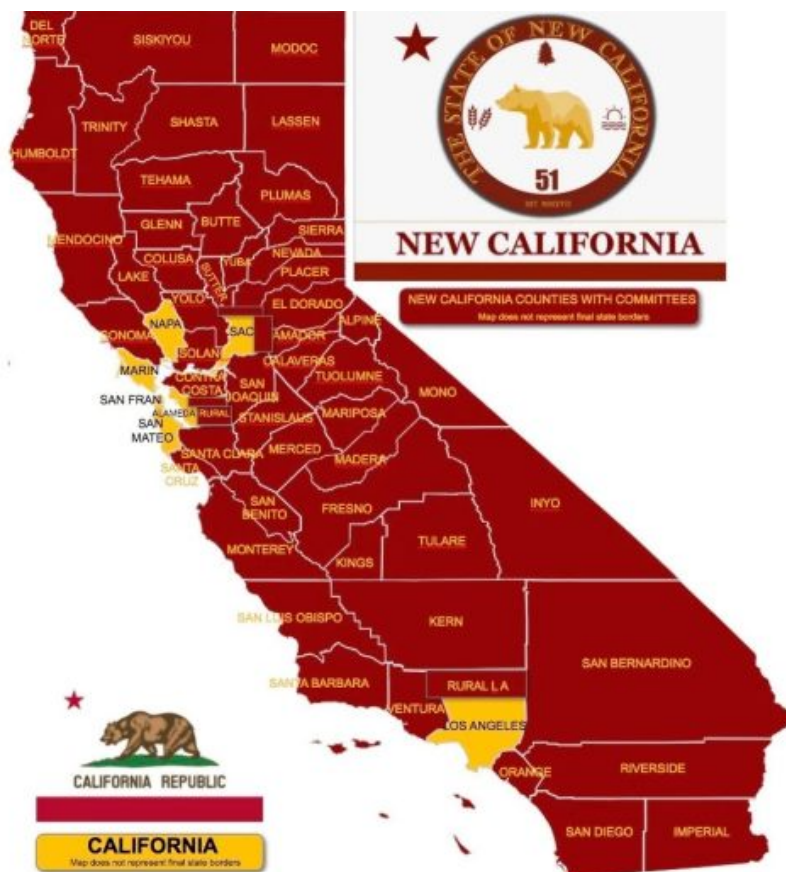 DEL
NORTE
SISKIYOU
MODOC
THE STATE OF NEW CALIFORNIA
51
NEW CALIFORNIA
NEW CALIFORNIA COUNTIES WITH COMMITTEES
Map does not represent final state borders
HUMBOLDT
TRINITY
SHASTA
LASSEN
TEHAMA
PLUMAS
GLENN
BUTTE
SIERRA
MENDOCINO
COLUSA
YUBA
NEVADA
LAKE
SUTTER
PLACER
YOLO
EL DORADO
NAPA
SONOMA
SAC
ALPINE
AMADOR
SOLAN
CALAVERAS
MARIN
CONTRA
COSTA
SAN
JOAQUIN
TUOLUMNE
MONO
SAN FRAN
ALAMEDA
RURAL
STANISLAUS
MARIPOSA
SAN
MATEO
SANTA CLARA
MERCED
MADERA
SANTA
CRUZ
SAN
BENITO
FRESNO
INYO
MONTEREY
KINGS
TULARE
SAN LUIS OBISPO
KERN
SAN BERNARDINO
SANTA BARBARA
RURAL L A
VENTURA
LOS ANGELES
ORANGE
RIVERSIDE
SAN DIEGO
IMPERIAL
CALIFORNIA REPUBLIC
CALIFORNIA
Map does not represent final state borders